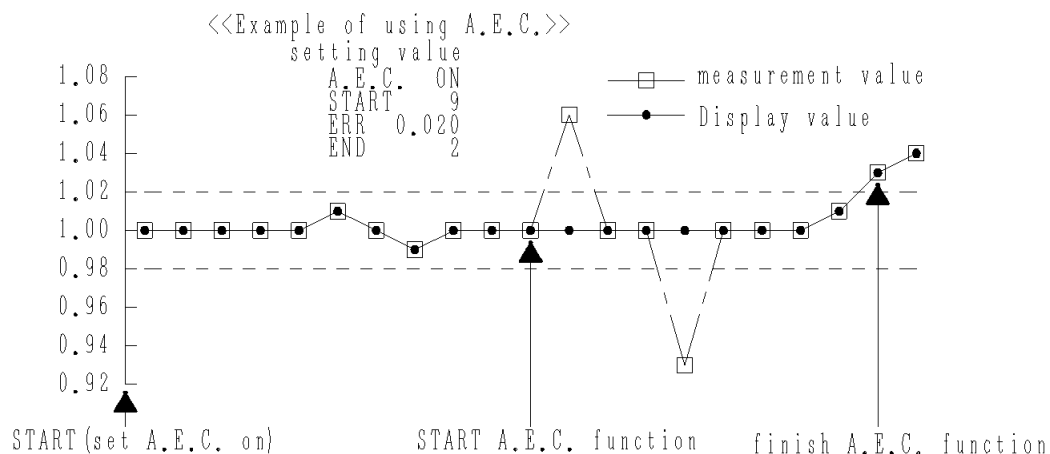 <<Example of using A.E.C.>>
setting value
A.E.C. ON
START 9
ERR 0.020
END 2
measurement value
Display value
1.08
1.06
1.04
1.02
1.00
0.98
0.96
0.94
0.92
START(set A.E.C. on)
START A.E.C. function
finish A.E.C. function